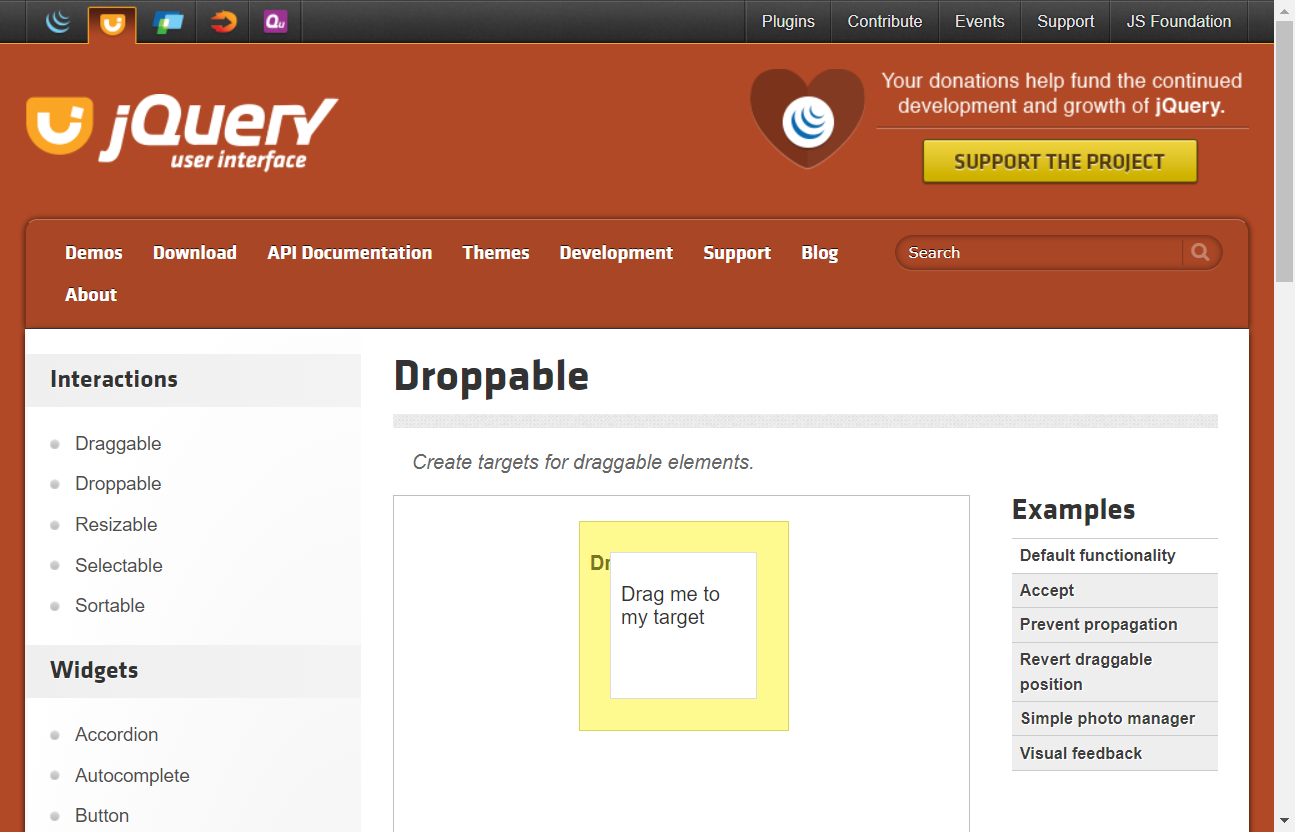 Plugins
Contribute
Events
Support
JS Foundation
Qu
Your donations help fund the continued
development and growth of jQuery.
jQuery
user interface
SUPPORT THE PROJECT
Demos
Download
API Documentation
Themes
Development
Support
Blog
Search
About
Interactions
Draggable
Droppable
Resizable
Selectable
Sortable
Widgets
Accordion
Autocomplete
Button
Droppable
Create targets for draggable elements.
Dr
Drag me to
my target
Examples
Default functionality
Accept
Prevent propagation
Revert draggable
position
Simple photo manager
Visual feedback